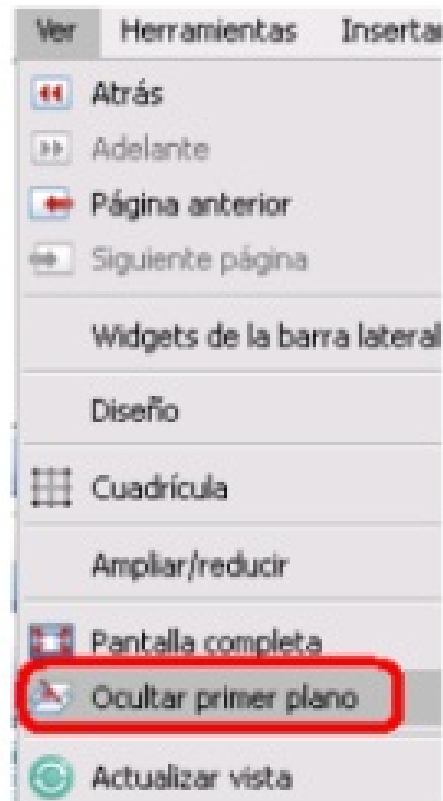 Ver Herramientas
Atrás
Adelante
Página anterior
Siguiente página
Widgets de la barra lateral
Diseño
Cuadrícula
Ampliar/reducir
Pantalla completa
Ocultar primer plano
Actualizar vista